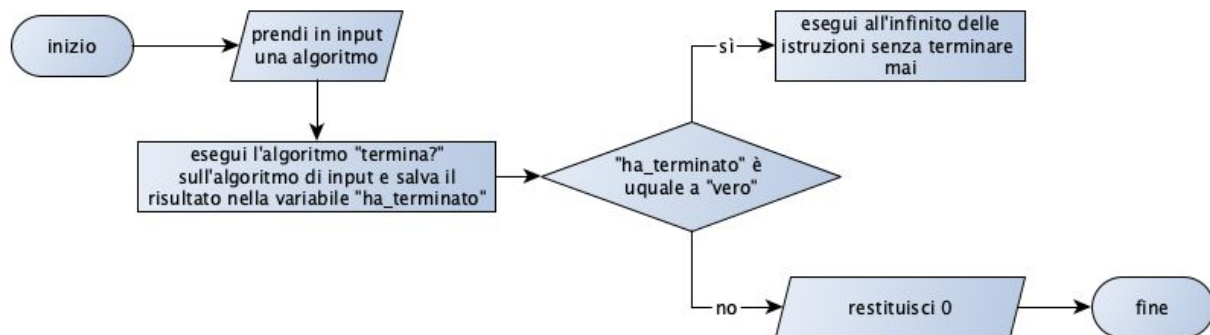 inizio
prendi in input
una algoritmo
esegui l'algoritmo "termina?"
sull'algoritmo di input e salva il
risultato nella variabile "ha_terminato"
"ha_terminato" è
uquale a "vero"
sì
esegui all'infinito delle
istruzioni senza terminare
mai
no
restituisci 0
fine